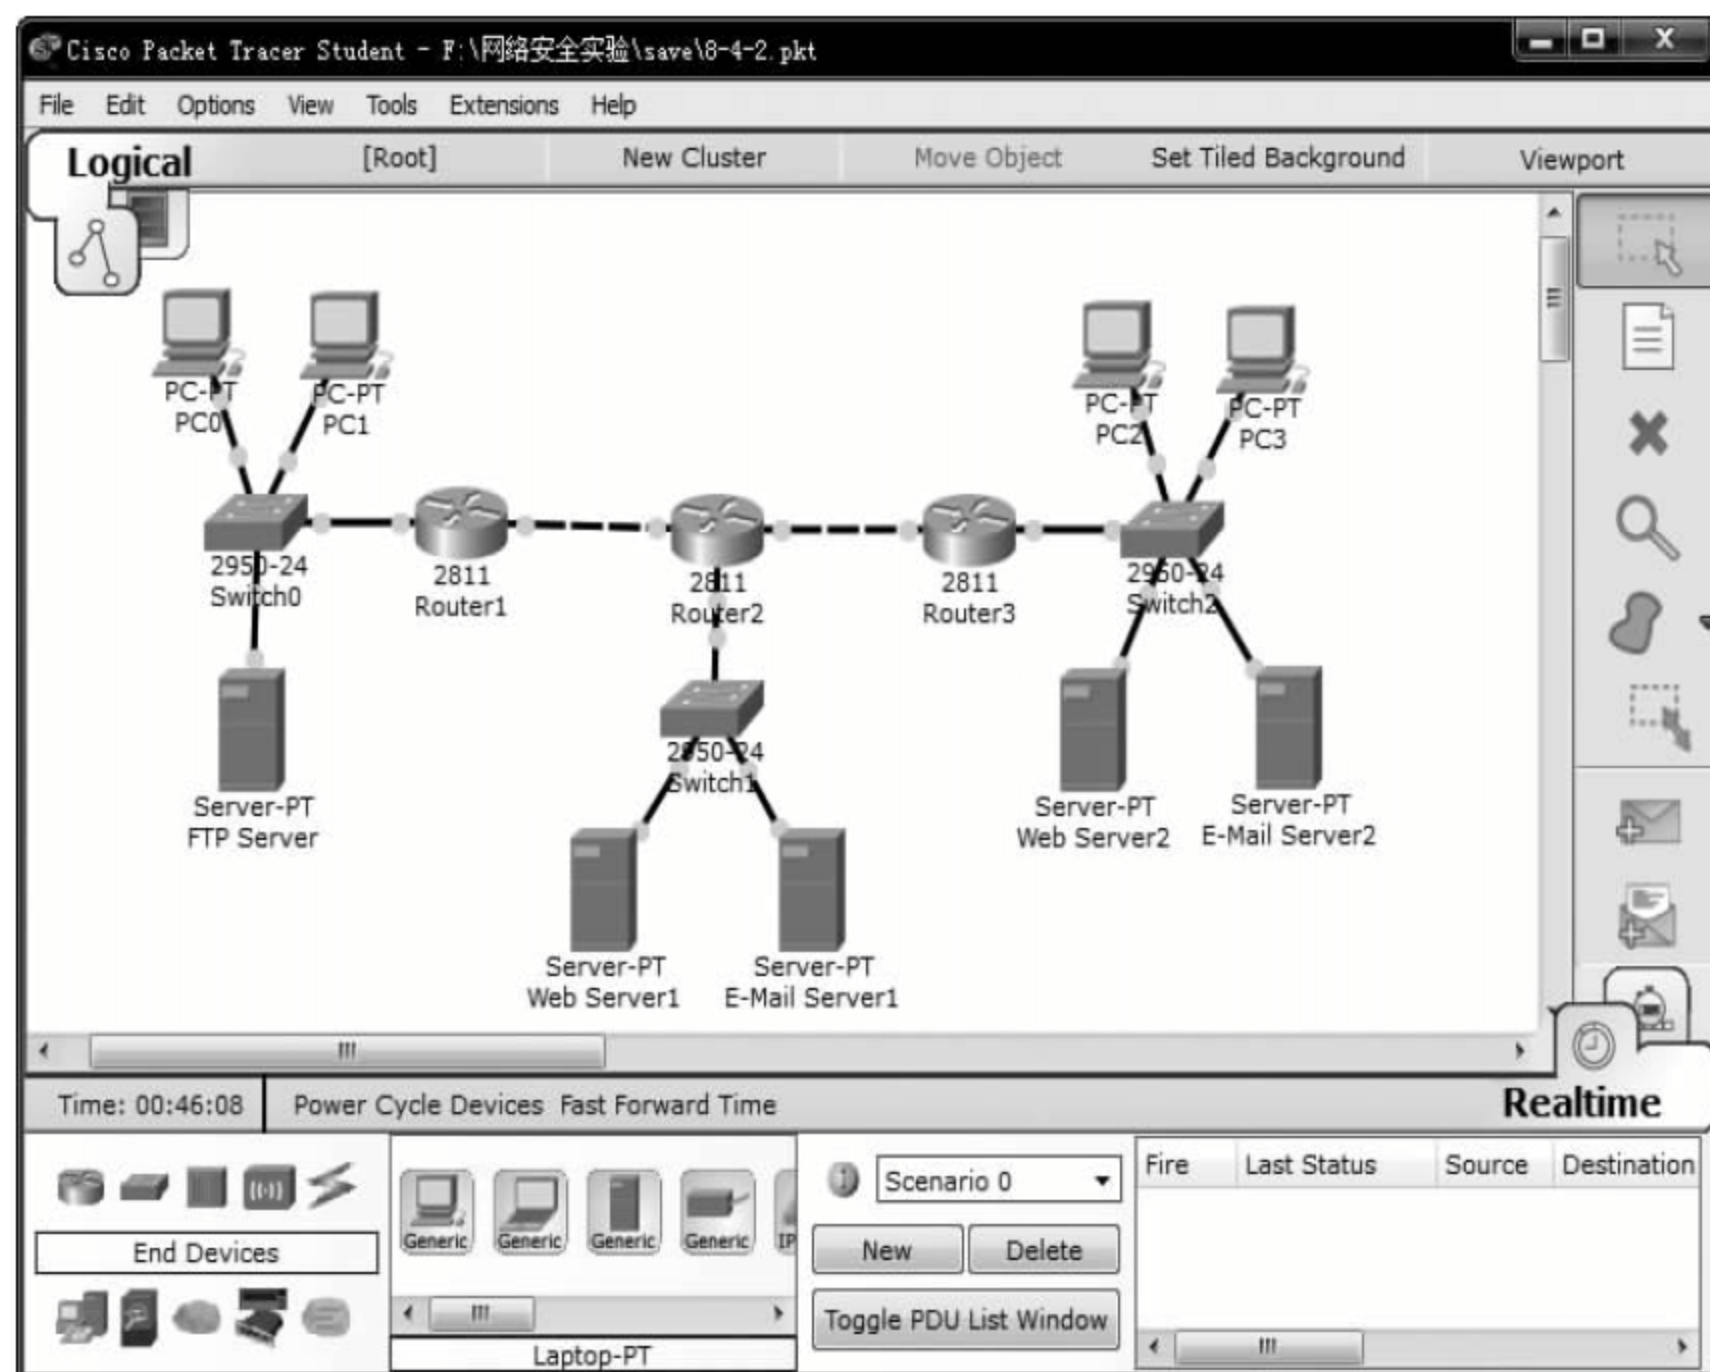 Cisco Packet Tracer Student - F:\网络安全实验\save\8-4-2.pkt
File Edit Options View Tools Extensions Help
Logical [Root] New Cluster Move Object Set Tiled Background Viewport
PC-PT
PC0
PC-PT
PC1
PC-PT
PC2
PC-PT
PC3
2950-24
Switch0
2811
Router1
2811
Router2
2811
Router3
2950-24
Switch2
2950-24
Switch1
Server-PT
FTP Server
Server-PT
Web Server2
Server-PT
E-Mail Server2
Server-PT
Web Server1
Server-PT
E-Mail Server1
Time: 00:46:08 Power Cycle Devices Fast Forward Time Realtime
Fire Last Status Source Destination
Scenario 0
Generic Generic Generic Generic IP
End Devices
New Delete
Toggle PDU List Window
Laptop-PT